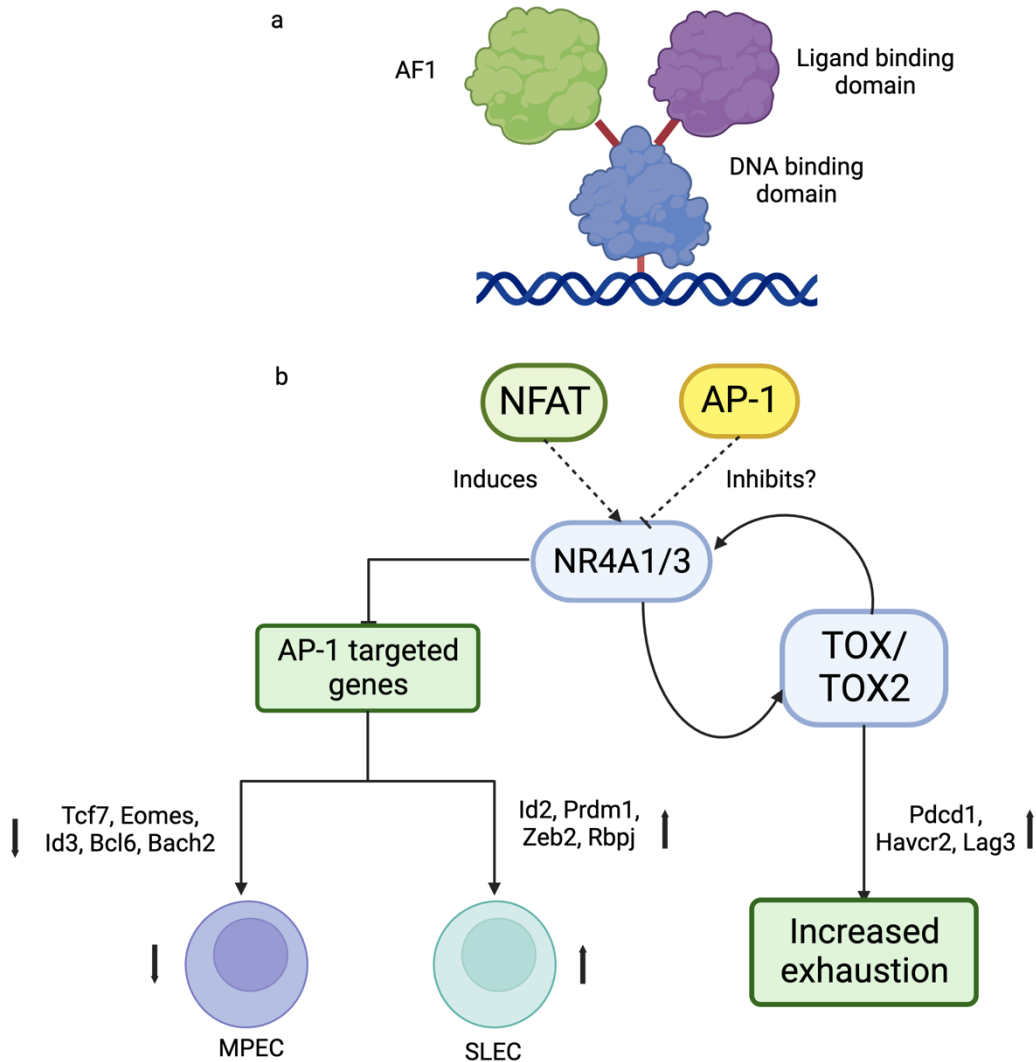 a
AF1
Ligand binding
domain
DNA binding
domain
b
NFAT
AP-1
Induces
Inhibits?
NR4A1/3
AP-1 targeted
genes
TOX/
TOX2
Tcf7, Eomes,
Id3, Bcl6, Bach2
Id2, Prdm1,
Zeb2, Rbpj
Pdcd1,
Havcr2, Lag3
Increased
exhaustion
MPEC
SLEC